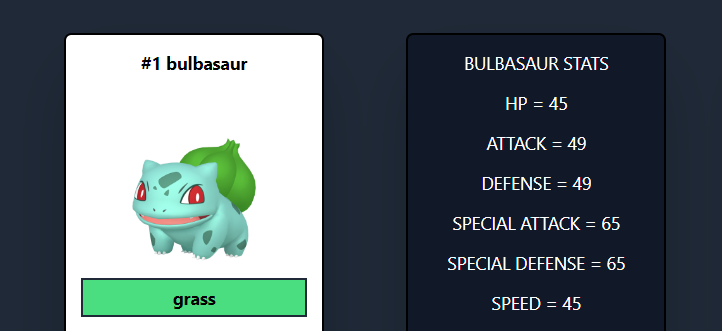 #1 bulbasaur
grass
BULBASAUR STATS
HP = 45
ATTACK = 49
DEFENSE = 49
SPECIAL ATTACK = 65
SPECIAL DEFENSE = 65
SPEED = 45